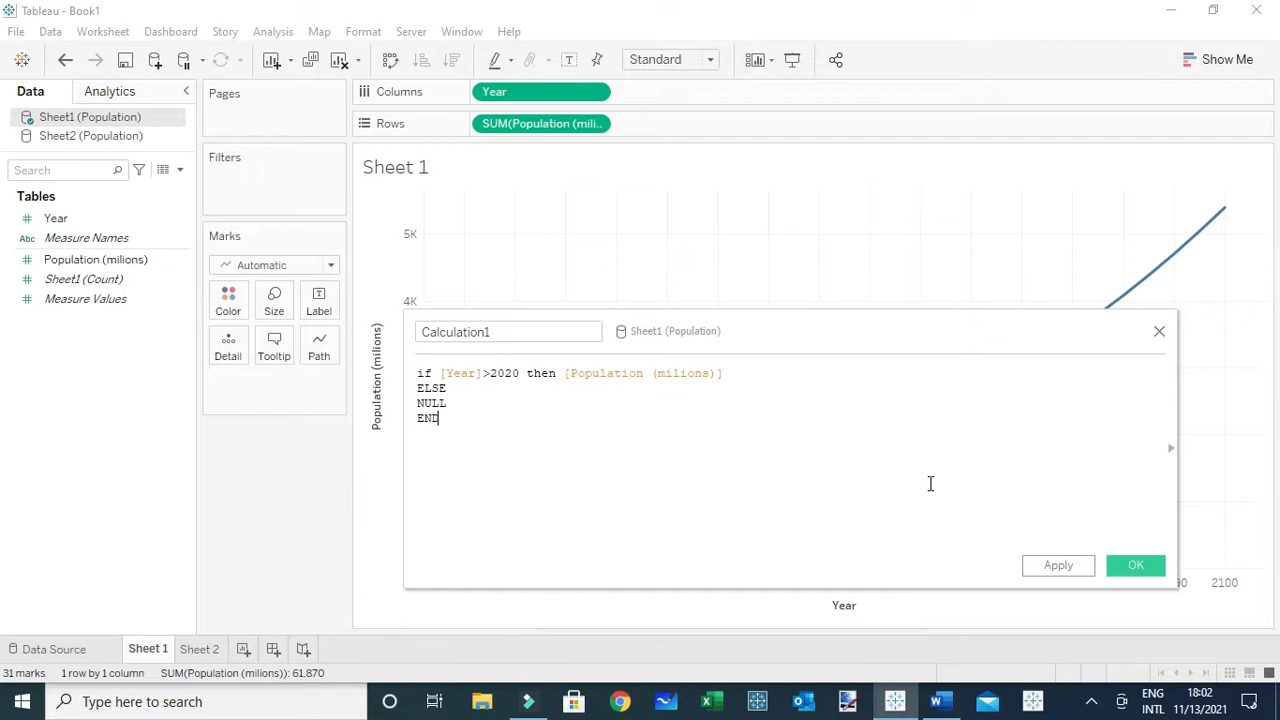 Tableau - Book1
File Data Worksheet Dashboard Story Analysis Map Format Server Window Help
Standard
Show Me
Data Analytics
Sheet1 (Population)
Sheet2 (Population)
Search
Tables
Year
Abc Measure Names
Population (milions)
Sheet1 (Count)
Measure Values
Pages
Filters
Marks
Automatic
Color Size Label
Detail Tooltip Path
Columns Year
Rows SUM(Population (mili..
Sheet 1
5K
4K
Population (milions)
Calculation1 Sheet1 (Population)
if [Year]>2020 then [Population (milions)]
ELSE
NULL
END
Apply OK
90 2100
Year
Data Source Sheet 1 Sheet 2
31 marks 1 row by 1 column SUM(Population (milions)): 61.870
Type here to search
ENG 18:02
INTL 11/13/2021